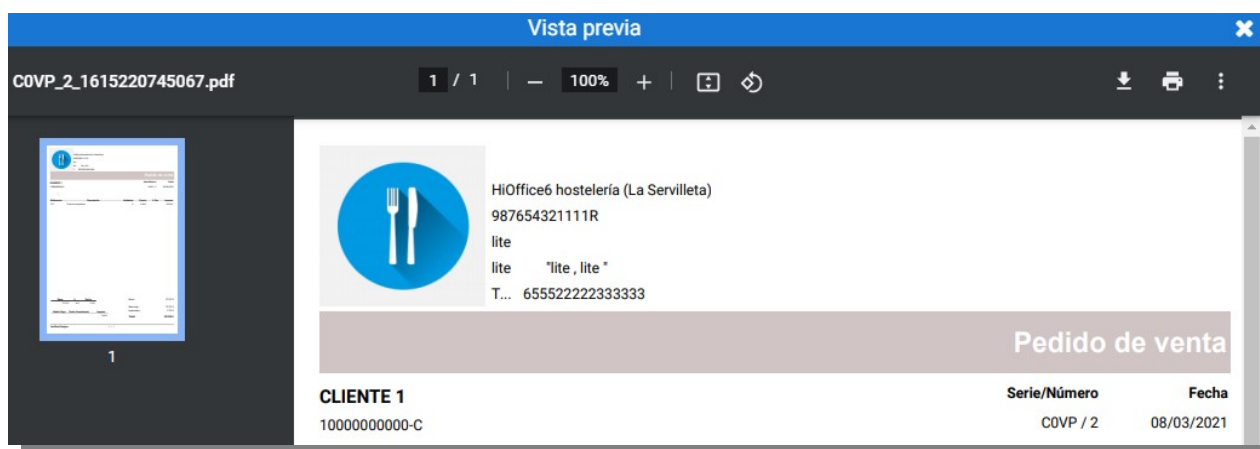 Vista previa
C0VP_2_1615220745067.pdf
1 / 1
100%
HiOffice6 hostelería (La Servilleta)
987654321111R
lite
lite "lite , lite "
T... 655522222333333
Pedido de venta
CLIENTE 1
Serie/Número Fecha
10000000000-C
C0VP / 2 08/03/2021
1